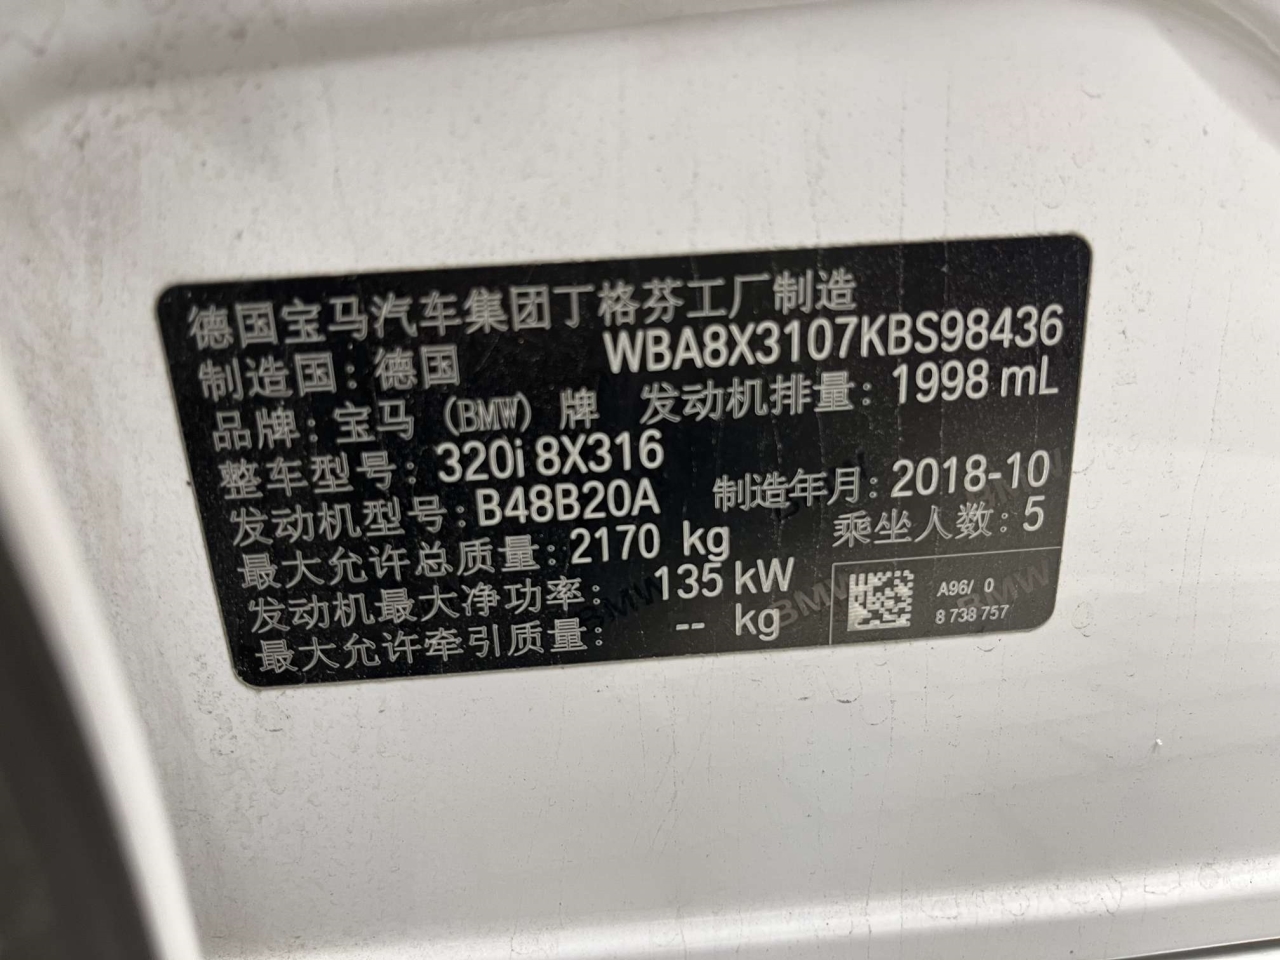 德国宝马汽车集团丁格芬工厂制造
制造国：德国 WBA8X3107KBS98436
品牌：宝马（BMW）牌 发动机排量：1998 mL
整车型号：320i 8X316
发动机型号：B48B20A 制造年月：2018-10
最大允许总质量：2170 kg 乘坐人数：5
发动机最大净功率：135 kW
最大允许牵引质量：-- kg
A96/ 0
8 738 757
BMW
BMW
BMW